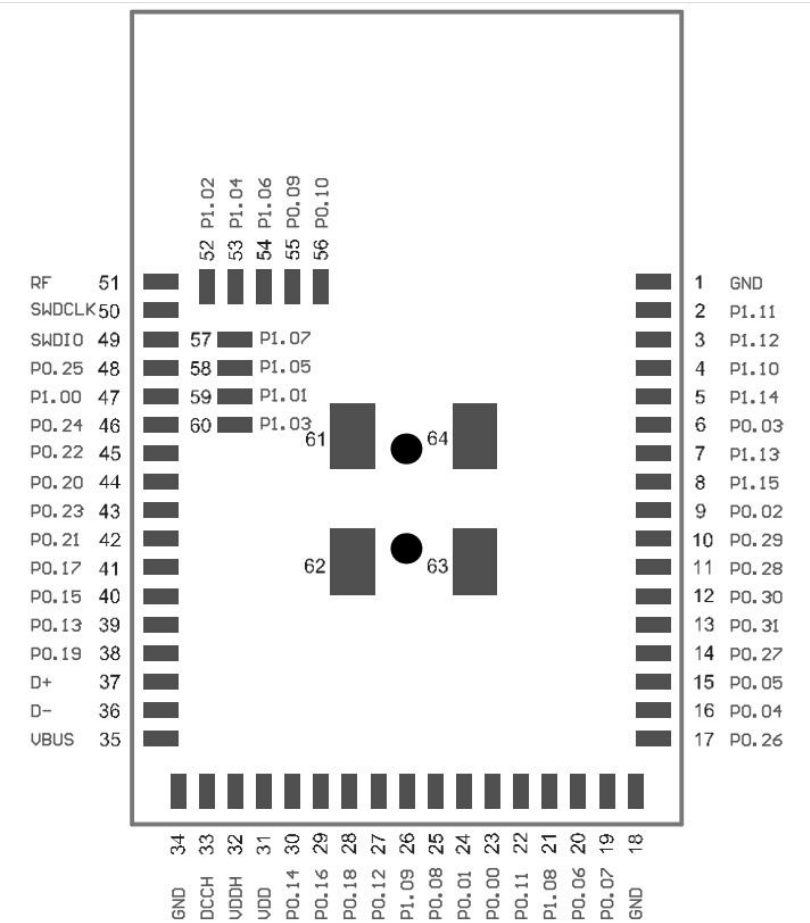 52 P1.02
53 P1.04
54 P1.06
55 P0.09
56 P0.10
RF 51
SWDCLK 50
SWDIO 49
P0.25 48
P1.00 47
P0.24 46
P0.22 45
P0.20 44
P0.23 43
P0.21 42
P0.17 41
P0.15 40
P0.13 39
P0.19 38
D+ 37
D- 36
VBUS 35
57 P1.07
58 P1.05
59 P1.01
60 P1.03
61
64
62
63
1 GND
2 P1.11
3 P1.12
4 P1.10
5 P1.14
6 P0.03
7 P1.13
8 P1.15
9 P0.02
10 P0.29
11 P0.28
12 P0.30
13 P0.31
14 P0.27
15 P0.05
16 P0.04
17 P0.26
GND 34
DCCH 33
VDDH 32
VDD 31
P0.14 30
P0.16 29
P0.18 28
P0.12 27
P1.09 26
P0.08 25
P0.01 24
P0.00 23
P0.11 22
P1.08 21
P0.06 20
P0.07 19
GND 18